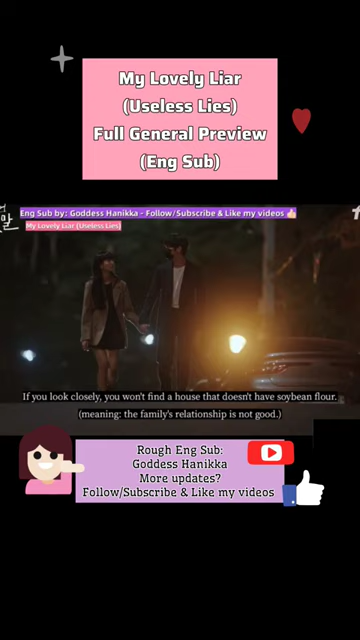 My Lovely Liar
(Useless Lies)
Full General Preview
(Eng Sub)
Eng Sub by: Goddess Hanikka - Follow/Subscribe & Like my videos 👍
My Lovely Liar (Useless Lies)
말
If you look closely, you won't find a house that doesn't have soybean flour.
(meaning: the family's relationship is not good.)
Rough Eng Sub:
Goddess Hanikka
More updates?
Follow/Subscribe & Like my videos